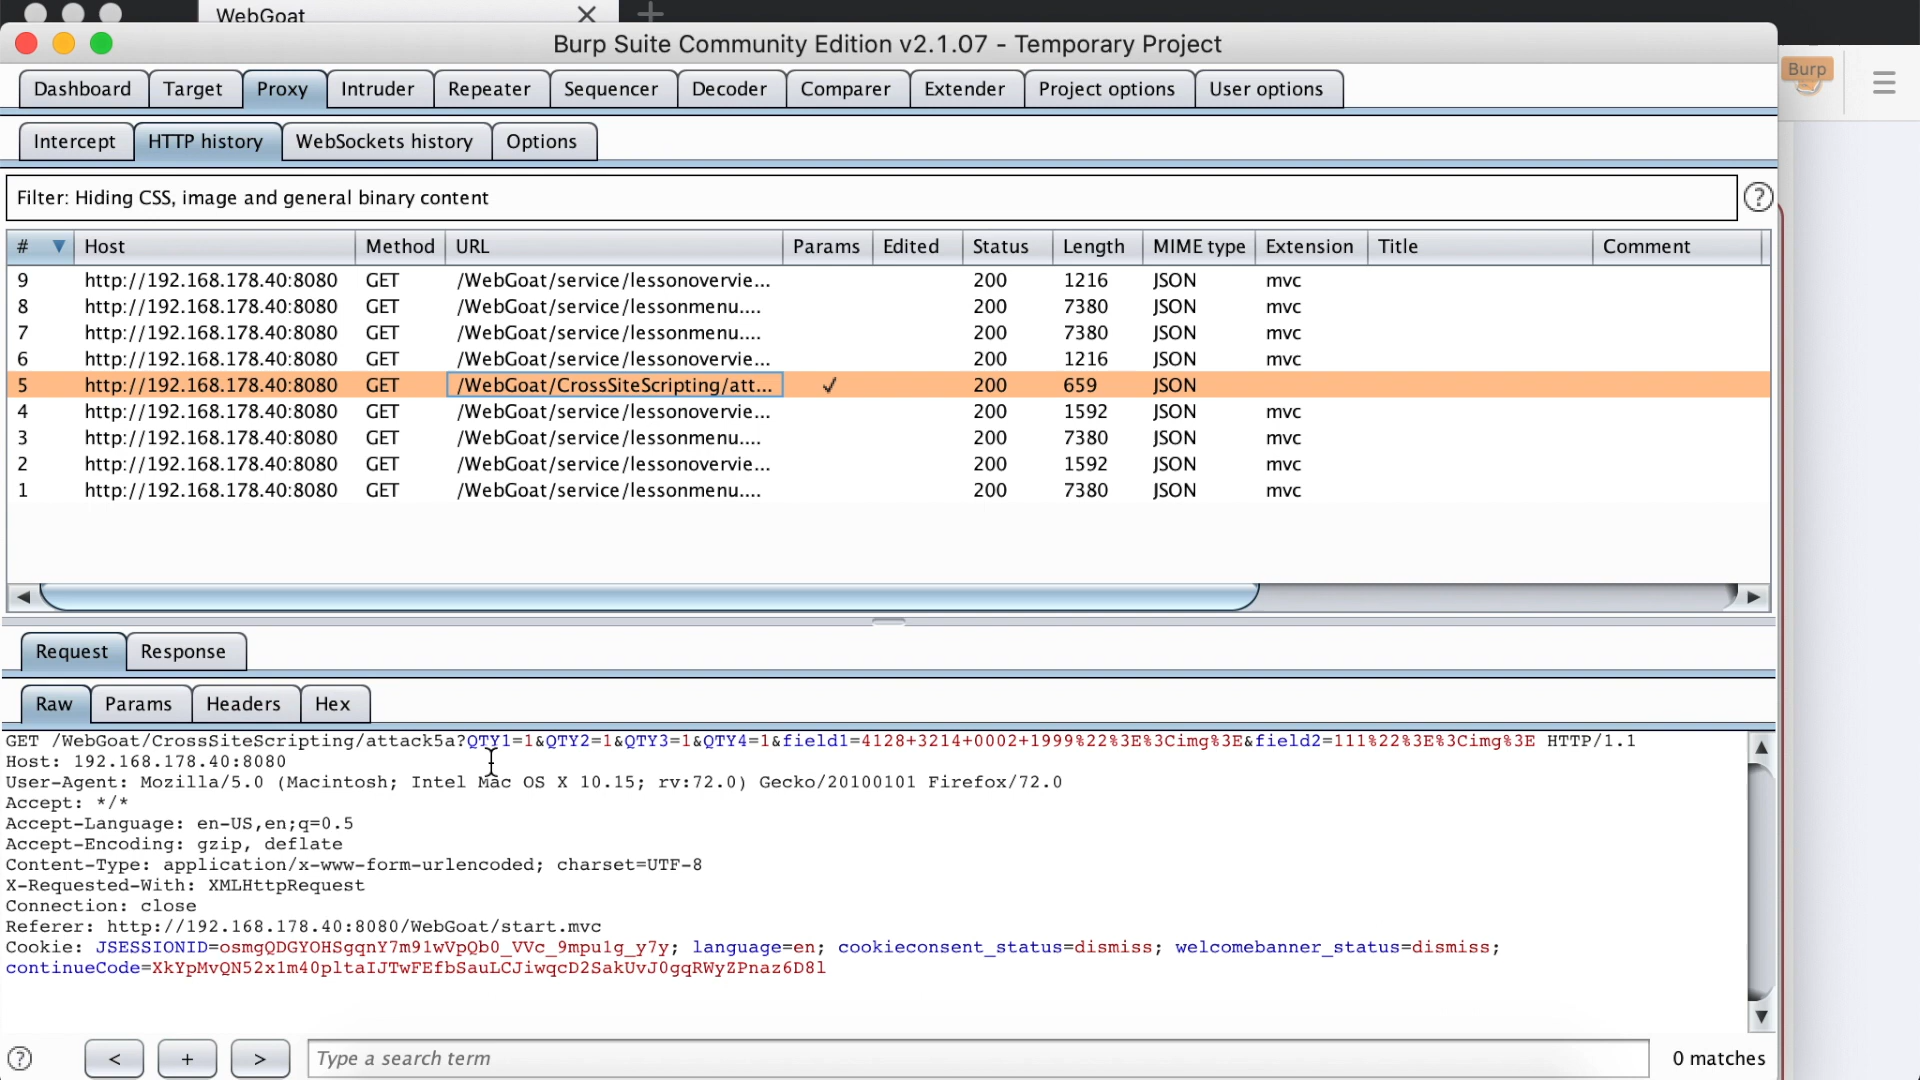 WebGoat
Burp Suite Community Edition v2.1.07 - Temporary Project
Burp
Dashboard Target Proxy Intruder Repeater Sequencer Decoder Comparer Extender Project options User options
Intercept HTTP history WebSockets history Options
Filter: Hiding CSS, image and general binary content
# Host Method URL Params Edited Status Length MIME type Extension Title Comment
9 http://192.168.178.40:8080 GET /WebGoat/service/lessonovervie... 200 1216 JSON mvc
8 http://192.168.178.40:8080 GET /WebGoat/service/lessonmenu.... 200 7380 JSON mvc
7 http://192.168.178.40:8080 GET /WebGoat/service/lessonmenu.... 200 7380 JSON mvc
6 http://192.168.178.40:8080 GET /WebGoat/service/lessonovervie... 200 1216 JSON mvc
5 http://192.168.178.40:8080 GET /WebGoat/CrossSiteScripting/att... ✓ 200 659 JSON
4 http://192.168.178.40:8080 GET /WebGoat/service/lessonovervie... 200 1592 JSON mvc
3 http://192.168.178.40:8080 GET /WebGoat/service/lessonmenu.... 200 7380 JSON mvc
2 http://192.168.178.40:8080 GET /WebGoat/service/lessonovervie... 200 1592 JSON mvc
1 http://192.168.178.40:8080 GET /WebGoat/service/lessonmenu.... 200 7380 JSON mvc
Request Response
Raw Params Headers Hex
GET /WebGoat/CrossSiteScripting/attack5a?QTY1=1&QTY2=1&QTY3=1&QTY4=1&field1=4128+3214+0002+1999%22%3E%3Cimg%3E&field2=111%22%3E%3Cimg%3E HTTP/1.1
Host: 192.168.178.40:8080
User-Agent: Mozilla/5.0 (Macintosh; Intel Mac OS X 10.15; rv:72.0) Gecko/20100101 Firefox/72.0
Accept: */*
Accept-Language: en-US,en;q=0.5
Accept-Encoding: gzip, deflate
Content-Type: application/x-www-form-urlencoded; charset=UTF-8
X-Requested-With: XMLHttpRequest
Connection: close
Referer: http://192.168.178.40:8080/WebGoat/start.mvc
Cookie: JSESSIONID=osmgQDGYOHSgqnY7m91wVpQb0_VVc_9mpu1g_y7y; language=en; cookieconsent_status=dismiss; welcomebanner_status=dismiss;
continueCode=XkYpMvQN52x1m40pltaIJTwFEfbSauLCJiwqcD2SakUvJ0gqRWyZPnaz6D8l
? < + > Type a search term 0 matches